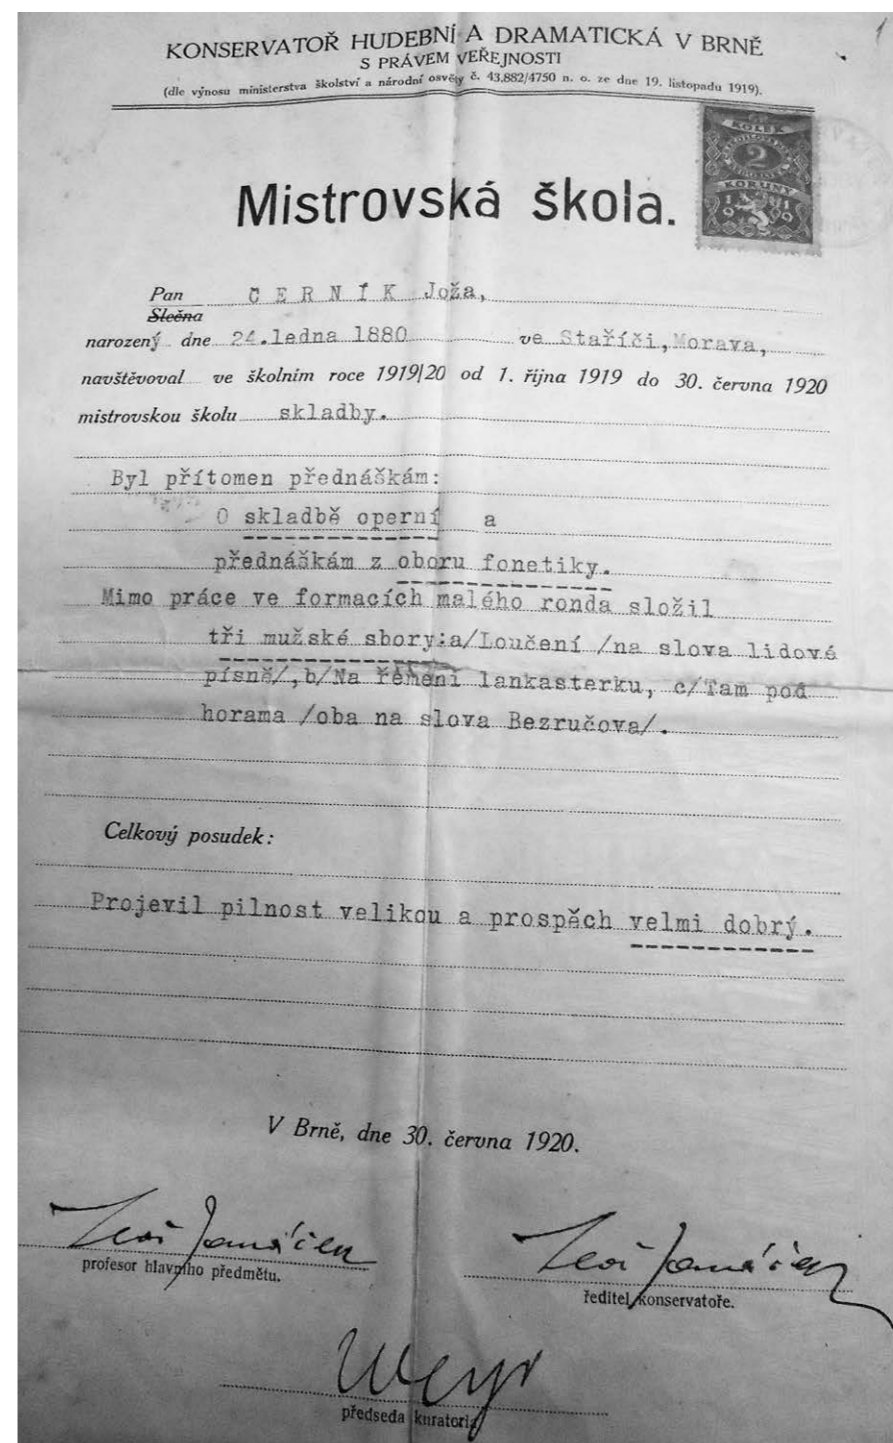 1
KONSERVATOŘ HUDEBNÍ A DRAMATICKÁ V BRNĚ
S PRÁVEM VEŘEJNOSTI
(dle výnosu ministerstva školství a národní osvěty č. 43,882/4750 n. o. ze dne 19. listopadu 1919).
KOLEK
2
KORUNY
1919
Mistrovská škola.
Pan ČERNÍK Joža,
Slečna
narozený dne 24.ledna 1880 ve Staříči,Morava,
navštěvoval ve školním roce 1919|20 od 1. října 1919 do 30. června 1920
mistrovskou školu skladby.
Byl přítomen přednáškám:
O skladbě operní a
přednáškám z oboru fonetiky.
Mimo práce ve formacích malého ronda složil
tři mužské sbory:a/Loučení /na slova lidové
písně/,b/Na řemeni lankasterku, c/Tam pod
horama /oba na slova Bezručova/.
Celkový posudek:
Projevil pilnost velikou a prospěch velmi dobrý.
V Brně, dne 30. června 1920.
Leoš Janáček Leoš Janáček
profesor hlavního předmětu. ředitel konservatoře.
Weyr
předseda kuratoria